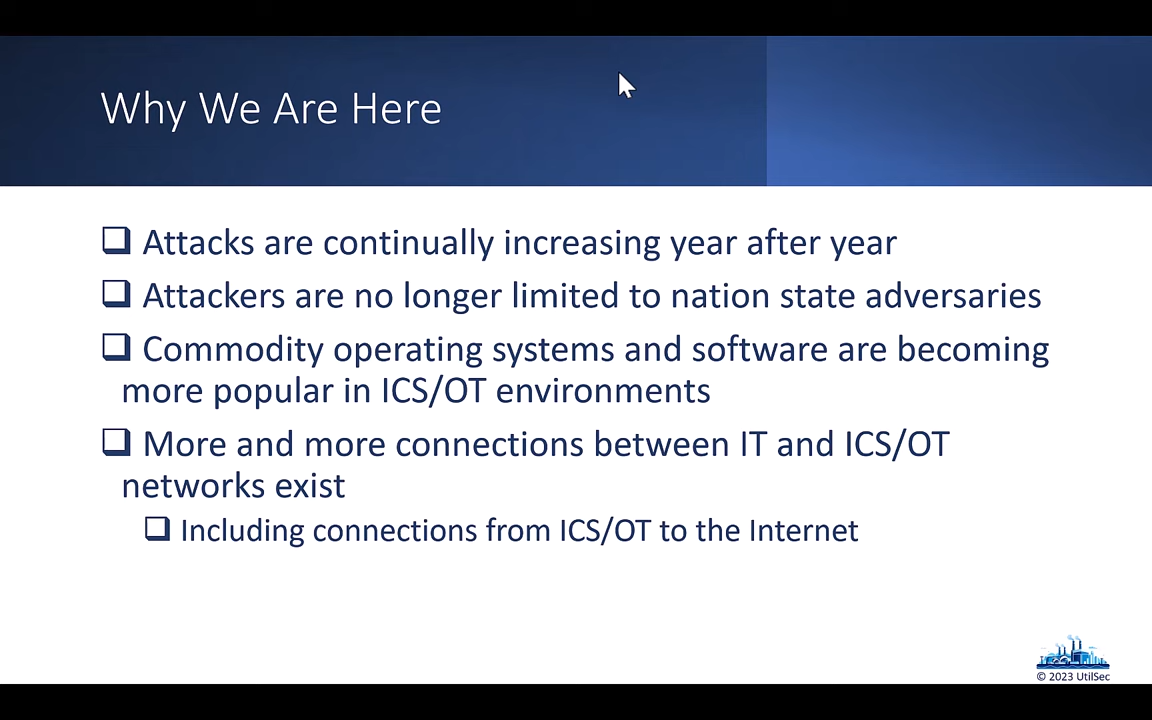 Why We Are Here
❑ Attacks are continually increasing year after year
❑ Attackers are no longer limited to nation state adversaries
❑ Commodity operating systems and software are becoming
more popular in ICS/OT environments
❑ More and more connections between IT and ICS/OT
networks exist
❑ Including connections from ICS/OT to the Internet
© 2023 UtilSec